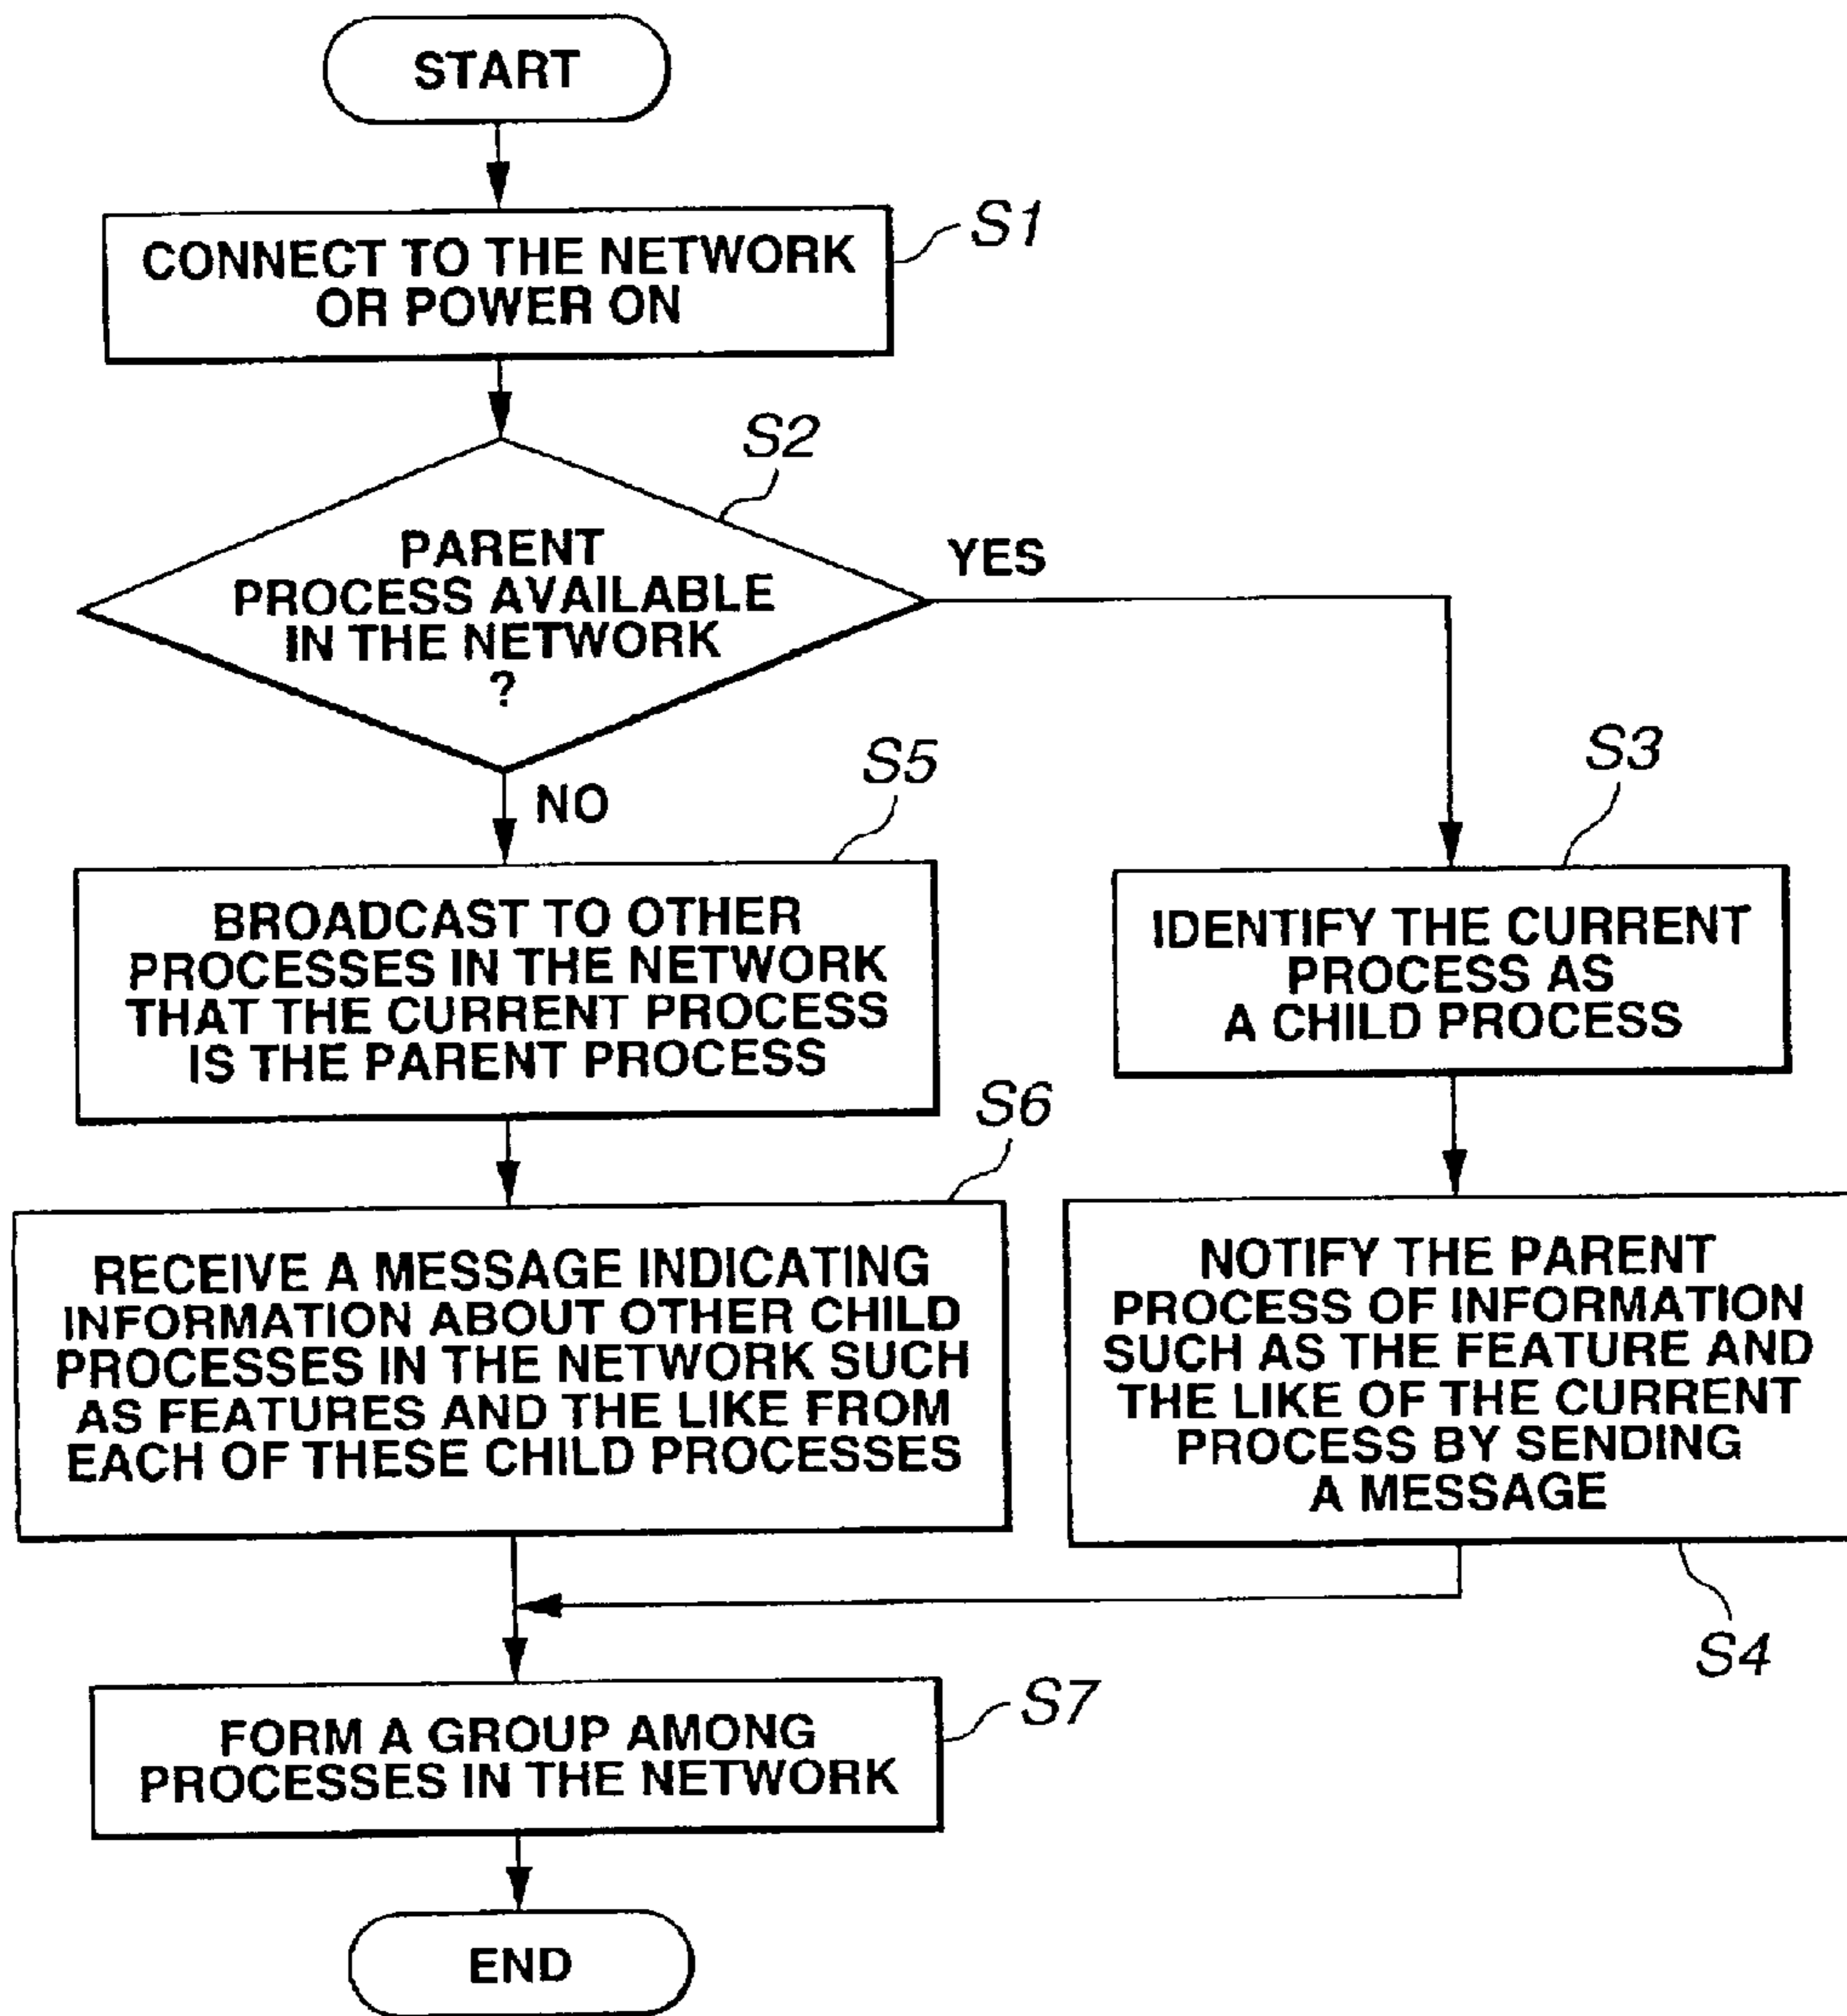 START
S1
CONNECT TO THE NETWORK
OR POWER ON
S2
PARENT
PROCESS AVAILABLE
IN THE NETWORK
?
YES
NO
S5
BROADCAST TO OTHER
PROCESSES IN THE NETWORK
THAT THE CURRENT PROCESS
IS THE PARENT PROCESS
S3
IDENTIFY THE CURRENT
PROCESS AS
A CHILD PROCESS
S6
RECEIVE A MESSAGE INDICATING
INFORMATION ABOUT OTHER CHILD
PROCESSES IN THE NETWORK SUCH
AS FEATURES AND THE LIKE FROM
EACH OF THESE CHILD PROCESSES
NOTIFY THE PARENT
PROCESS OF INFORMATION
SUCH AS THE FEATURE AND
THE LIKE OF THE CURRENT
PROCESS BY SENDING
A MESSAGE
S4
S7
FORM A GROUP AMONG
PROCESSES IN THE NETWORK
END